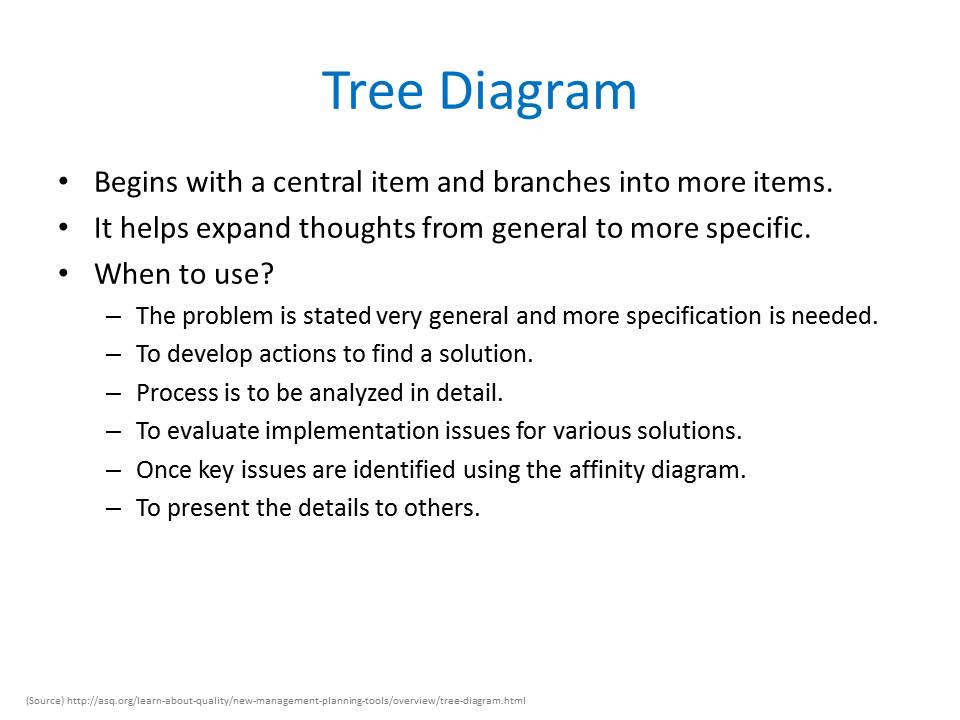 Tree Diagram
• Begins with a central item and branches into more items.
• It helps expand thoughts from general to more specific.
• When to use?
– The problem is stated very general and more specification is needed.
– To develop actions to find a solution.
– Process is to be analyzed in detail.
– To evaluate implementation issues for various solutions.
– Once key issues are identified using the affinity diagram.
– To present the details to others.
(Source) http://asq.org/learn-about-quality/new-management-planning-tools/overview/tree-diagram.html